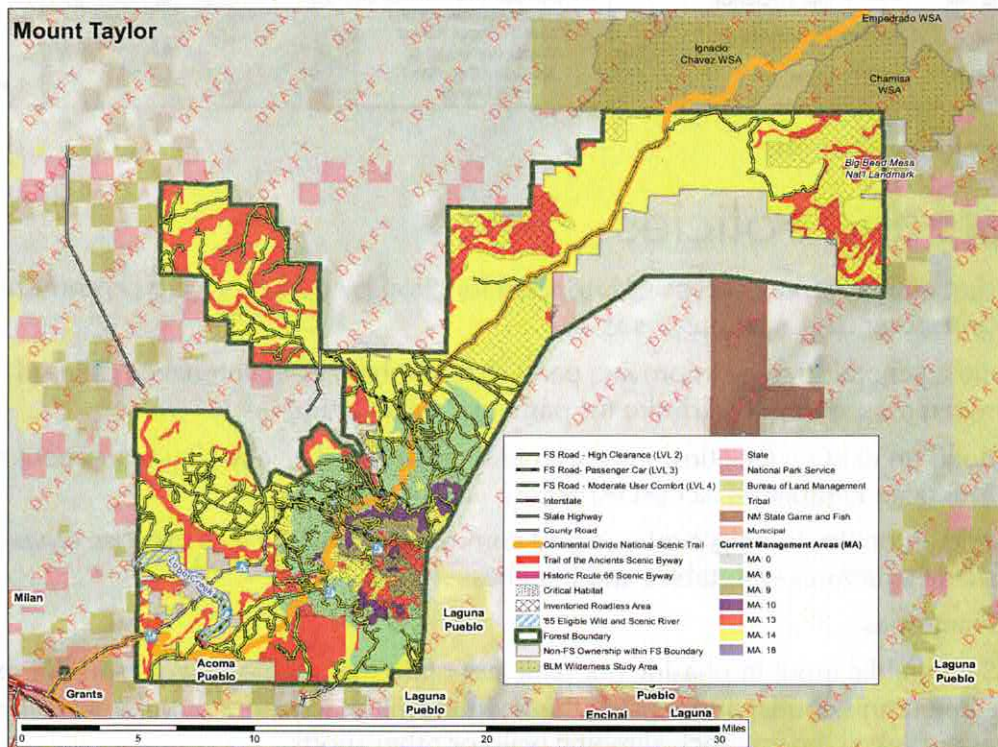 Mount Taylor
Empedrado WSA
Ignacio
Chavez WSA
Chamisa
WSA
Big Bead Mesa
Nat'l Landmark
Lobo Creek
Milan
Grants
Acoma
Pueblo
Laguna
Pueblo
Laguna
Pueblo
Pueblo
Encinal
Laguna
Laguna
Pueblo
FS Road - High Clearance (LVL 2)
FS Road- Passenger Car (LVL 3)
FS Road - Moderate User Comfort (LVL 4)
Interstate
State Highway
County Road
Continental Divide National Scenic Trail
Trail of the Ancients Scenic Byway
Historic Route 66 Scenic Byway
Critical Habitat
Inventoried Roadless Area
'85 Eligible Wild and Scenic River
Forest Boundary
Non-FS Ownership within FS Boundary
BLM Wilderness Study Area
State
National Park Service
Bureau of Land Management
Tribal
NM State Game and Fish
Municipal
Current Management Areas (MA)
MA: 0
MA: 8
MA: 9
MA: 10
MA: 13
MA: 14
MA: 18
0 5 10 20 30
Miles
DRAFT